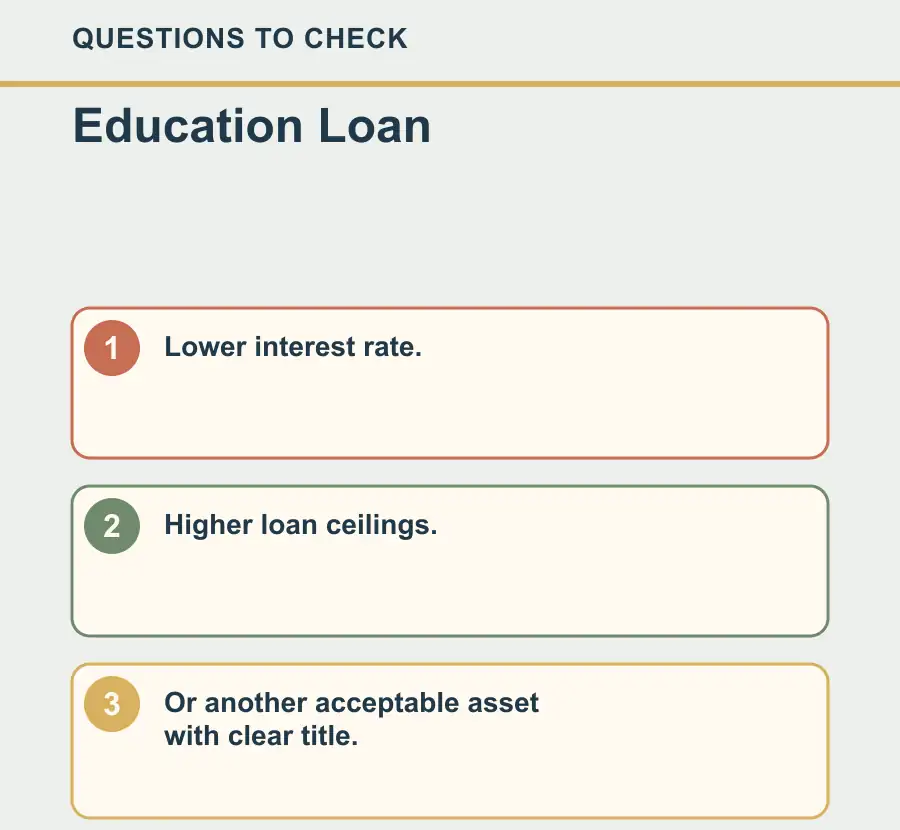 QUESTIONS TO CHECK
Education Loan
1
Lower interest rate.
2
Higher loan ceilings.
3
Or another acceptable asset
with clear title.